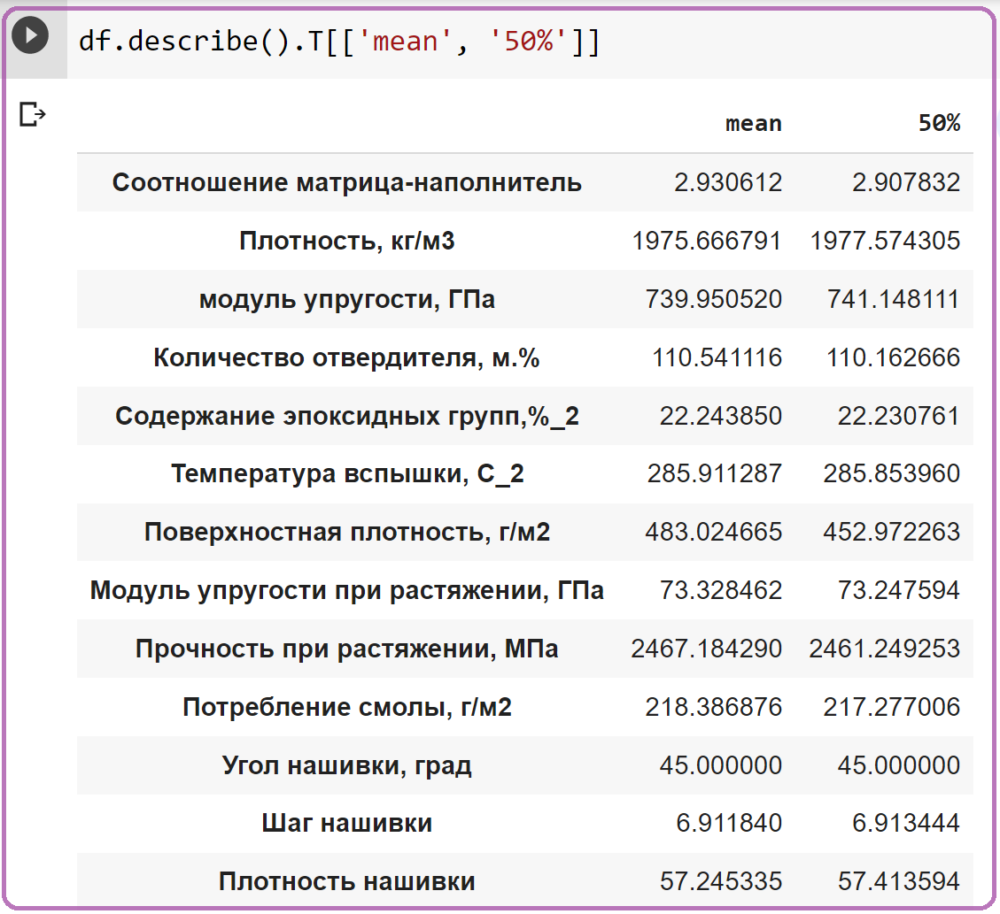 df.describe().T[['mean', '50%']]
mean 50%
Соотношение матрица-наполнитель 2.930612 2.907832
Плотность, кг/м3 1975.666791 1977.574305
модуль упругости, ГПа 739.950520 741.148111
Количество отвердителя, м.% 110.541116 110.162666
Содержание эпоксидных групп,%_2 22.243850 22.230761
Температура вспышки, С_2 285.911287 285.853960
Поверхностная плотность, г/м2 483.024665 452.972263
Модуль упругости при растяжении, ГПа 73.328462 73.247594
Прочность при растяжении, МПа 2467.184290 2461.249253
Потребление смолы, г/м2 218.386876 217.277006
Угол нашивки, град 45.000000 45.000000
Шаг нашивки 6.911840 6.913444
Плотность нашивки 57.245335 57.413594